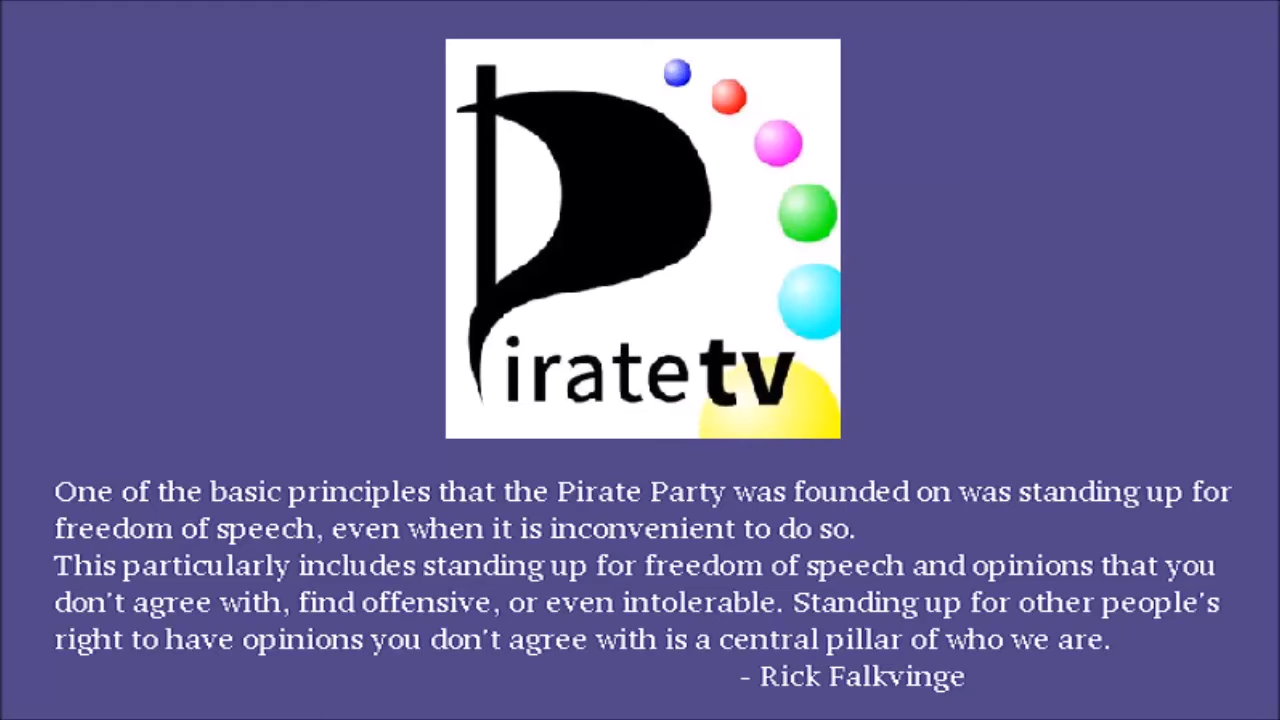 Piratetv
One of the basic principles that the Pirate Party was founded on was standing up for
freedom of speech, even when it is inconvenient to do so.
This particularly includes standing up for freedom of speech and opinions that you
don't agree with, find offensive, or even intolerable. Standing up for other people's
right to have opinions you don't agree with is a central pillar of who we are.
- Rick Falkvinge